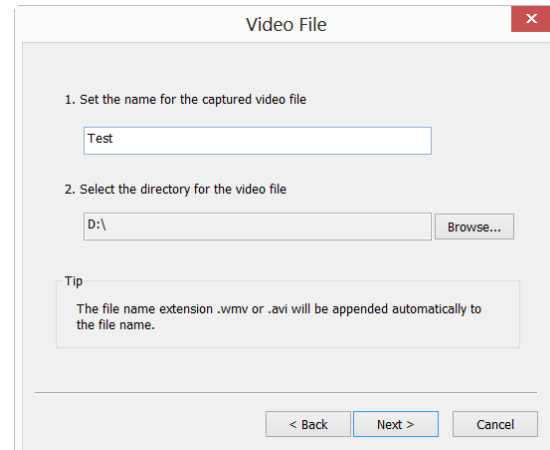 Video File
1. Set the name for the captured video file
Test
2. Select the directory for the video file
D:\
Browse...
Tip
The file name extension .wmv or .avi will be appended automatically to
the file name.
< Back
Next >
Cancel